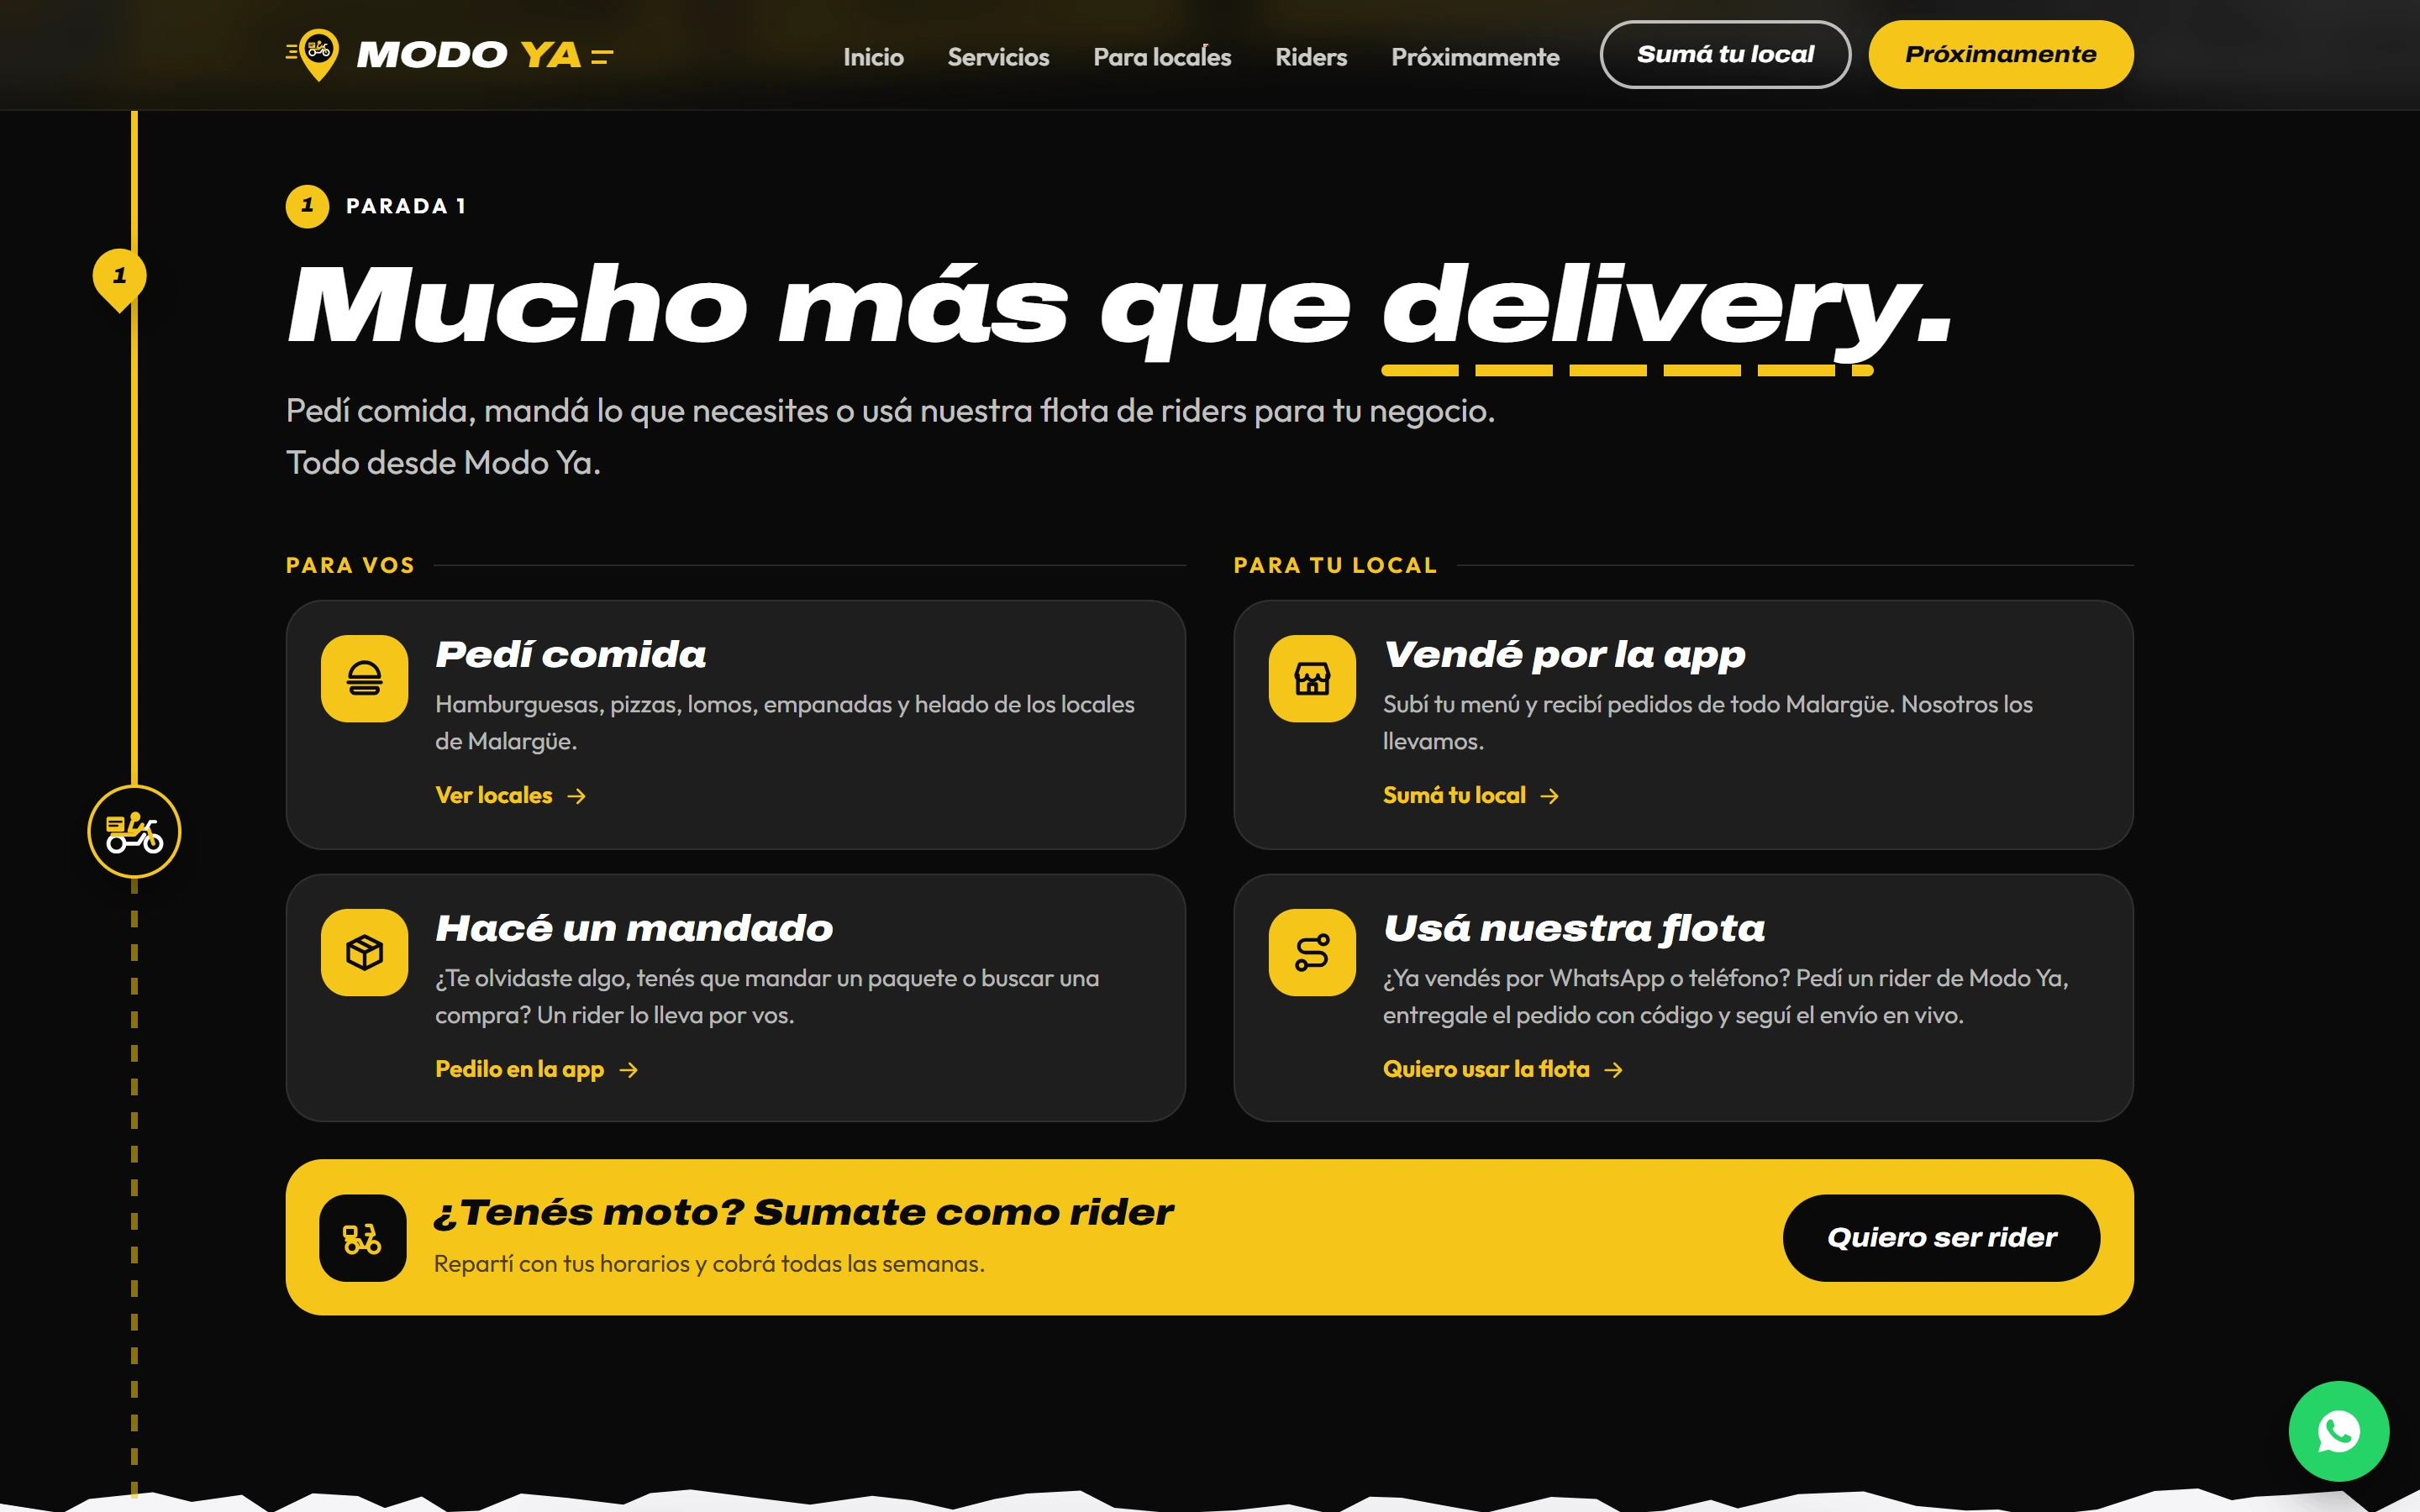 MODO YA
Inicio
Servicios
Para locales
Riders
Próximamente
Sumá tu local
Próximamente
1 PARADA 1
1
Mucho más que delivery.
Pedí comida, mandá lo que necesites o usá nuestra flota de riders para tu negocio.
Todo desde Modo Ya.
PARA VOS
Pedí comida
Hamburguesas, pizzas, lomos, empanadas y helado de los locales
de Malargüe.
Ver locales →
Hacé un mandado
¿Te olvidaste algo, tenés que mandar un paquete o buscar una
compra? Un rider lo lleva por vos.
Pedilo en la app →
PARA TU LOCAL
Vendé por la app
Subí tu menú y recibí pedidos de todo Malargüe. Nosotros los
llevamos.
Sumá tu local →
Usá nuestra flota
¿Ya vendés por WhatsApp o teléfono? Pedí un rider de Modo Ya,
entregale el pedido con código y seguí el envío en vivo.
Quiero usar la flota →
¿Tenés moto? Sumate como rider
Repartí con tus horarios y cobrá todas las semanas.
Quiero ser rider